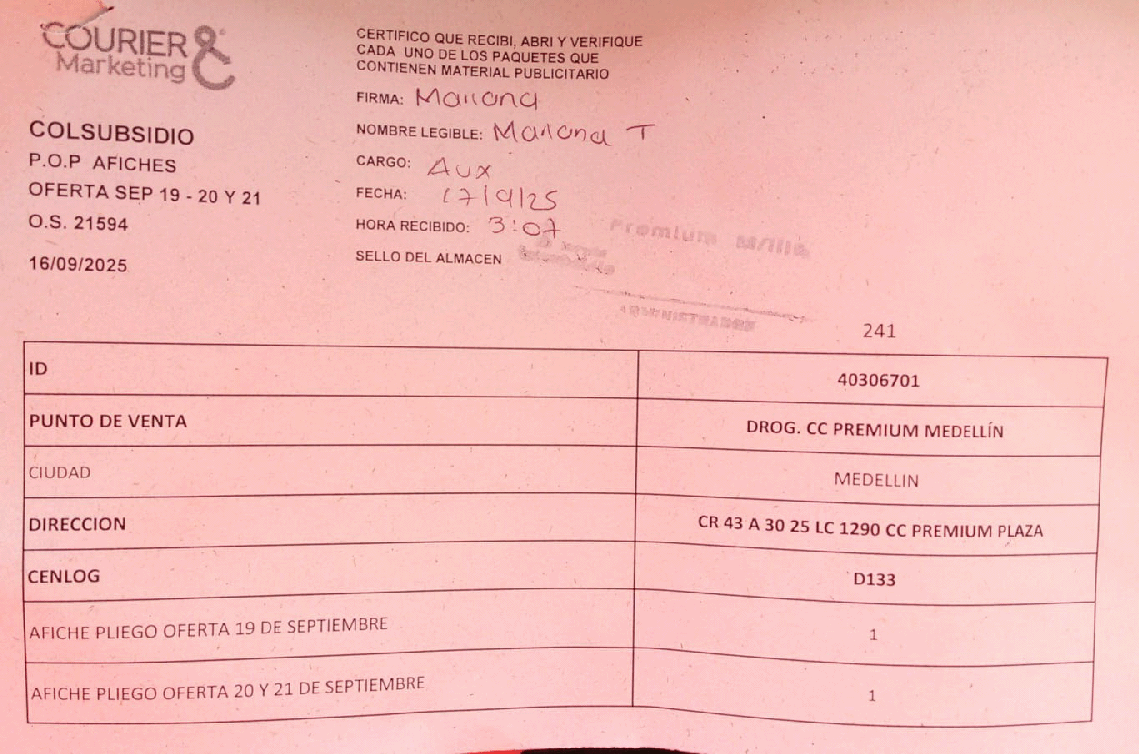 COURIER &
Marketing
COLSUBSIDIO
P.O.P AFICHES
OFERTA SEP 19 - 20 Y 21
O.S. 21594
16/09/2025
CERTIFICO QUE RECIBI, ABRI Y VERIFIQUE
CADA UNO DE LOS PAQUETES QUE
CONTIENEN MATERIAL PUBLICITARIO
FIRMA: Mariana
NOMBRE LEGIBLE: Mariana T
CARGO: Aux
FECHA: 17/9/25
HORA RECIBIDO: 3:07
SELLO DEL ALMACEN
Premium
ADMINISTRADOR
241
ID 40306701
PUNTO DE VENTA DROG. CC PREMIUM MEDELLÍN
CIUDAD MEDELLIN
DIRECCION CR 43 A 30 25 LC 1290 CC PREMIUM PLAZA
CENLOG D133
AFICHE PLIEGO OFERTA 19 DE SEPTIEMBRE 1
AFICHE PLIEGO OFERTA 20 Y 21 DE SEPTIEMBRE 1